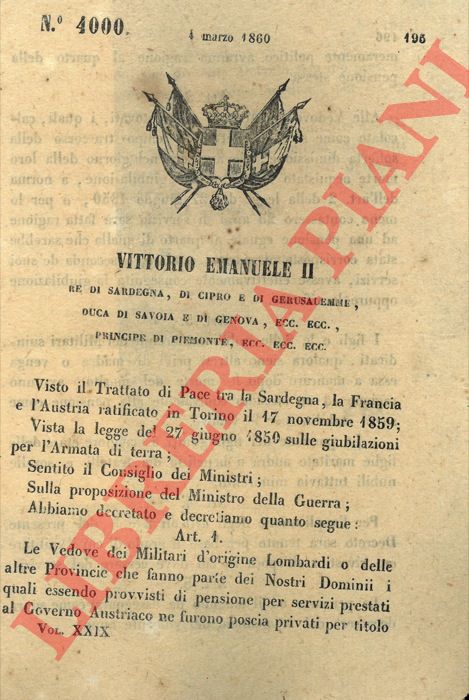 N.° 4000.
4 marzo 1860
195
VITTORIO EMANUELE II
RE DI SARDEGNA, DI CIPRO E DI GERUSALEMME,
DUCA DI SAVOIA E DI GENOVA, ECC. ECC.,
PRINCIPE DI PIEMONTE, ECC. ECC. ECC.
Visto il Trattato di Pace tra la Sardegna, la Francia
e l'Austria ratificato in Torino il 17 novembre 1859;
Vista la legge del 27 giugno 1850 sulle giubilazioni
per l'Armata di terra;
Sentito il Consiglio dei Ministri;
Sulla proposizione del Ministro della Guerra;
Abbiamo decretato e decretiamo quanto segue:
Art. 1.
Le Vedove dei Militari d'origine Lombardi o delle
altre Provincie che fanno parte dei Nostri Dominii i
quali essendo provvisti di pensione per servizi prestati
al Governo Austriaco ne furono poscia privati per titolo
VOL. XXIX
LIBRERIA PIANI